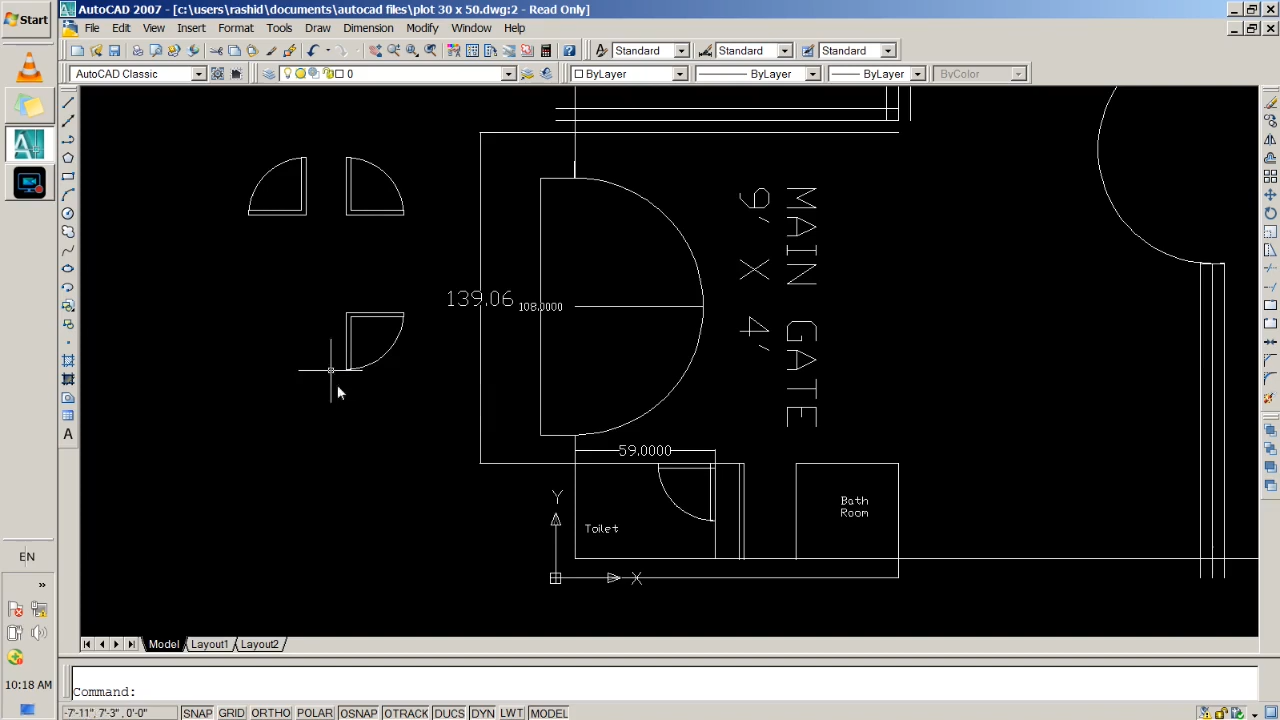 Start
AutoCAD 2007 - [c:\users\rashid\documents\autocad files\plot 30 x 50.dwg:2 - Read Only]
File Edit View Insert Format Tools Draw Dimension Modify Window Help
Standard Standard Standard
AutoCAD Classic 0 ByLayer ByLayer ByLayer ByColor
MAIN GATE
9' X 4'
139.06
108.0000
59.0000
Toilet
Bath
Room
Y
X
Model Layout1 Layout2
Command:
-7'-11", 7'-3" , 0'-0" SNAP GRID ORTHO POLAR OSNAP OTRACK DUCS DYN LWT MODEL
EN
10:18 AM
A